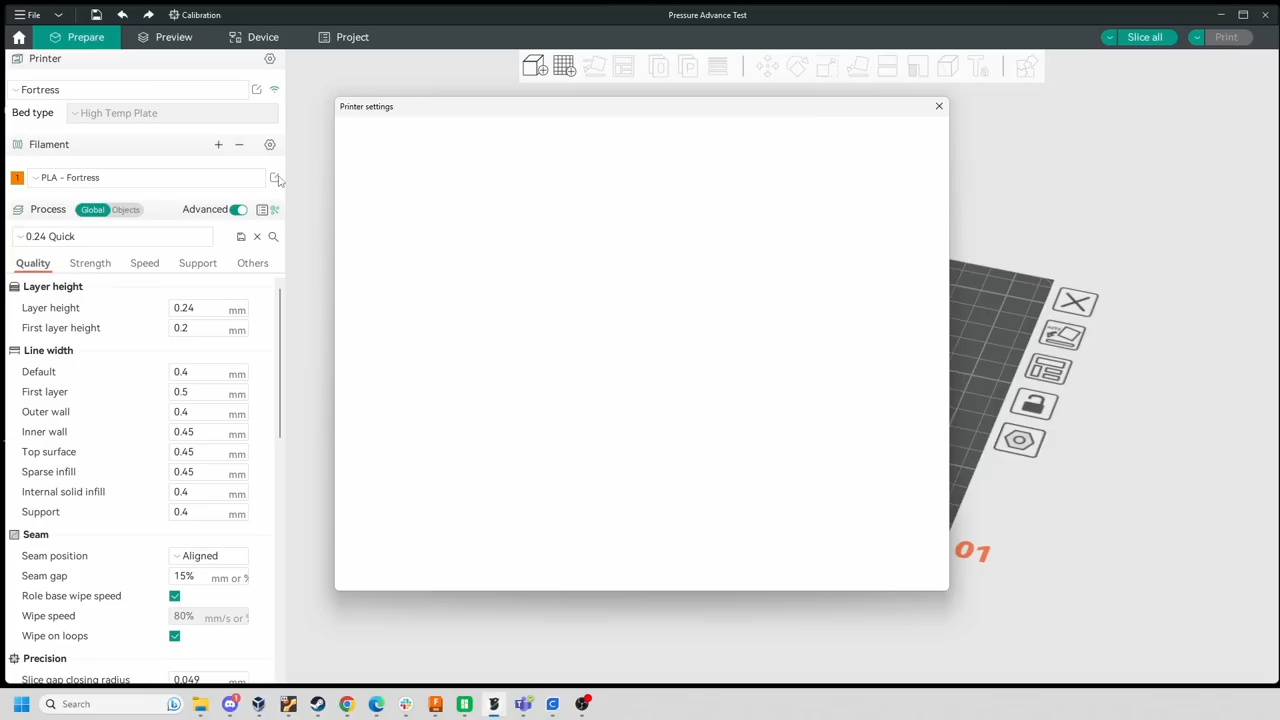 File
Calibration
Pressure Advance Test
Prepare
Preview
Device
Project
Slice all
Print
Printer
Fortress
Bed type
High Temp Plate
Filament
1
PLA - Fortress
Process
Global
Objects
Advanced
0.24 Quick
Quality
Strength
Speed
Support
Others
Layer height
Layer height 0.24 mm
First layer height 0.2 mm
Line width
Default 0.4 mm
First layer 0.5 mm
Outer wall 0.4 mm
Inner wall 0.45 mm
Top surface 0.45 mm
Sparse infill 0.45 mm
Internal solid infill 0.4 mm
Support 0.4 mm
Seam
Seam position Aligned
Seam gap 15% mm or %
Role base wipe speed
Wipe speed 80% mm/s or %
Wipe on loops
Precision
Slice gap closing radius 0.049 mm
Printer settings
01
Search